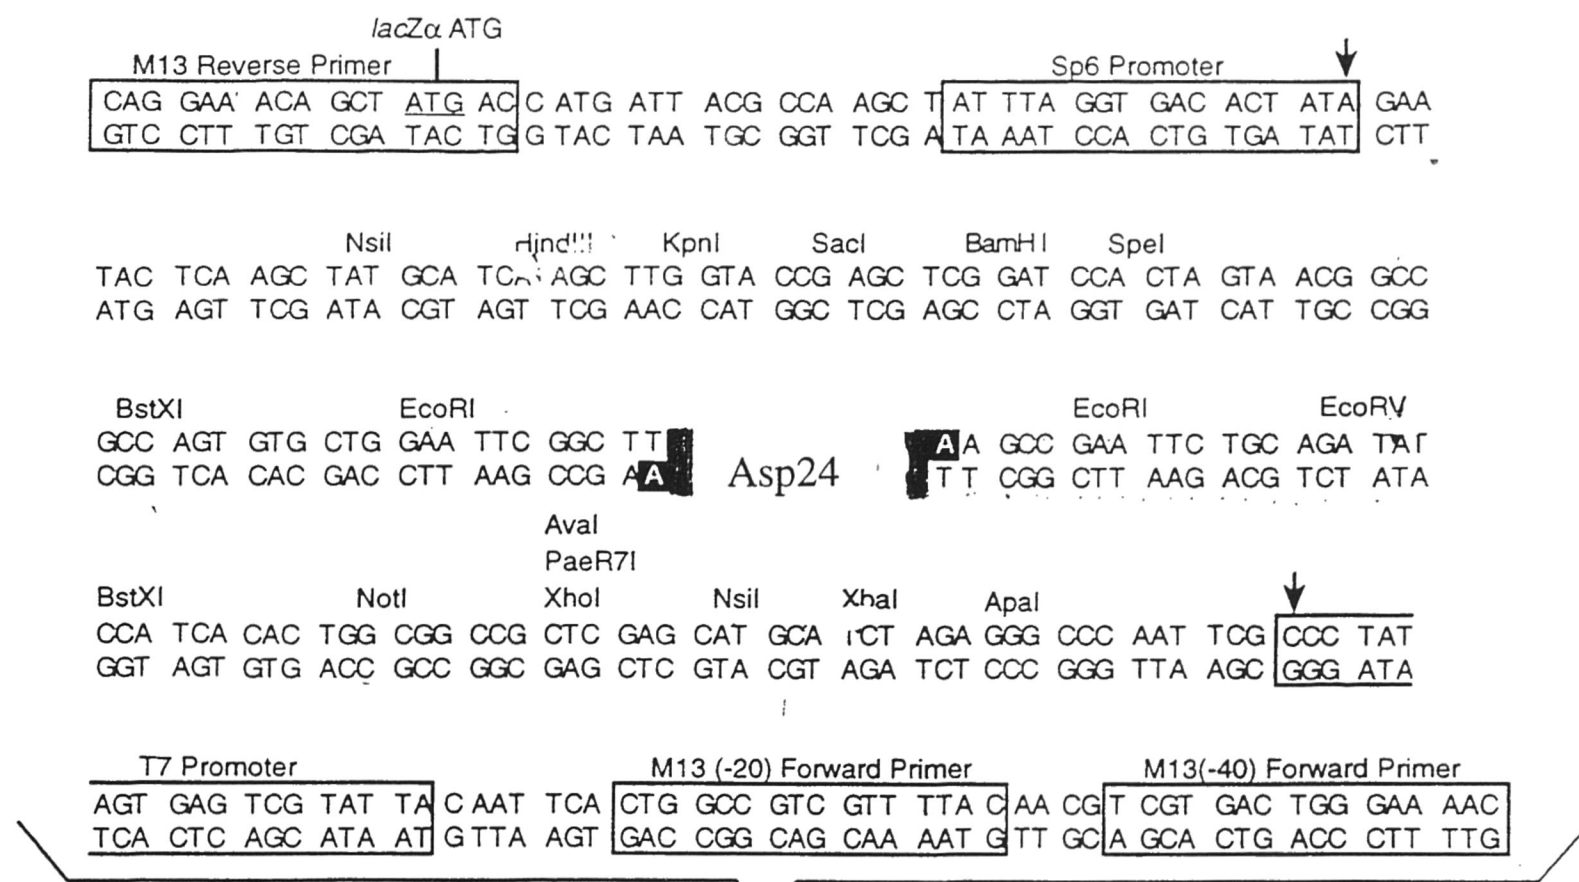 lacZα ATG
M13 Reverse Primer Sp6 Promoter
CAG GAA ACA GCT ATG AC C ATG ATT ACG CCA AGC T AT TTA GGT GAC ACT ATA GAA
GTC CTT TGT CGA TAC TG G TAC TAA TGC GGT TCG A TA AAT CCA CTG TGA TAT CTT
NsiI HindIII KpnI SacI BamHI SpeI
TAC TCA AGC TAT GCA TCA AGC TTG GTA CCG AGC TCG GAT CCA CTA GTA ACG GCC
ATG AGT TCG ATA CGT AGT TCG AAC CAT GGC TCG AGC CTA GGT GAT CAT TGC CGG
BstXI EcoRI EcoRI EcoRV
GCC AGT GTG CTG GAA TTC GGC TT A A GCC GAA TTC TGC AGA TAT
CGG TCA CAC GAC CTT AAG CCG A A Asp24 T T CGG CTT AAG ACG TCT ATA
AvaI
PaeR7I
BstXI NotI XhoI NsiI XbaI ApaI
CCA TCA CAC TGG CGG CCG CTC GAG CAT GCA TCT AGA GGG CCC AAT TCG CCC TAT
GGT AGT GTG ACC GCC GGC GAG CTC GTA CGT AGA TCT CCC GGG TTA AGC GGG ATA
T7 Promoter M13 (-20) Forward Primer M13(-40) Forward Primer
AGT GAG TCG TAT TA C AAT TCA CTG GCC GTC GTT TTA C AA CG T CGT GAC TGG GAA AAC
TCA CTC AGC ATA AT G TTA AGT GAC CGG CAG CAA AAT G TT GC A GCA CTG ACC CTT TTG